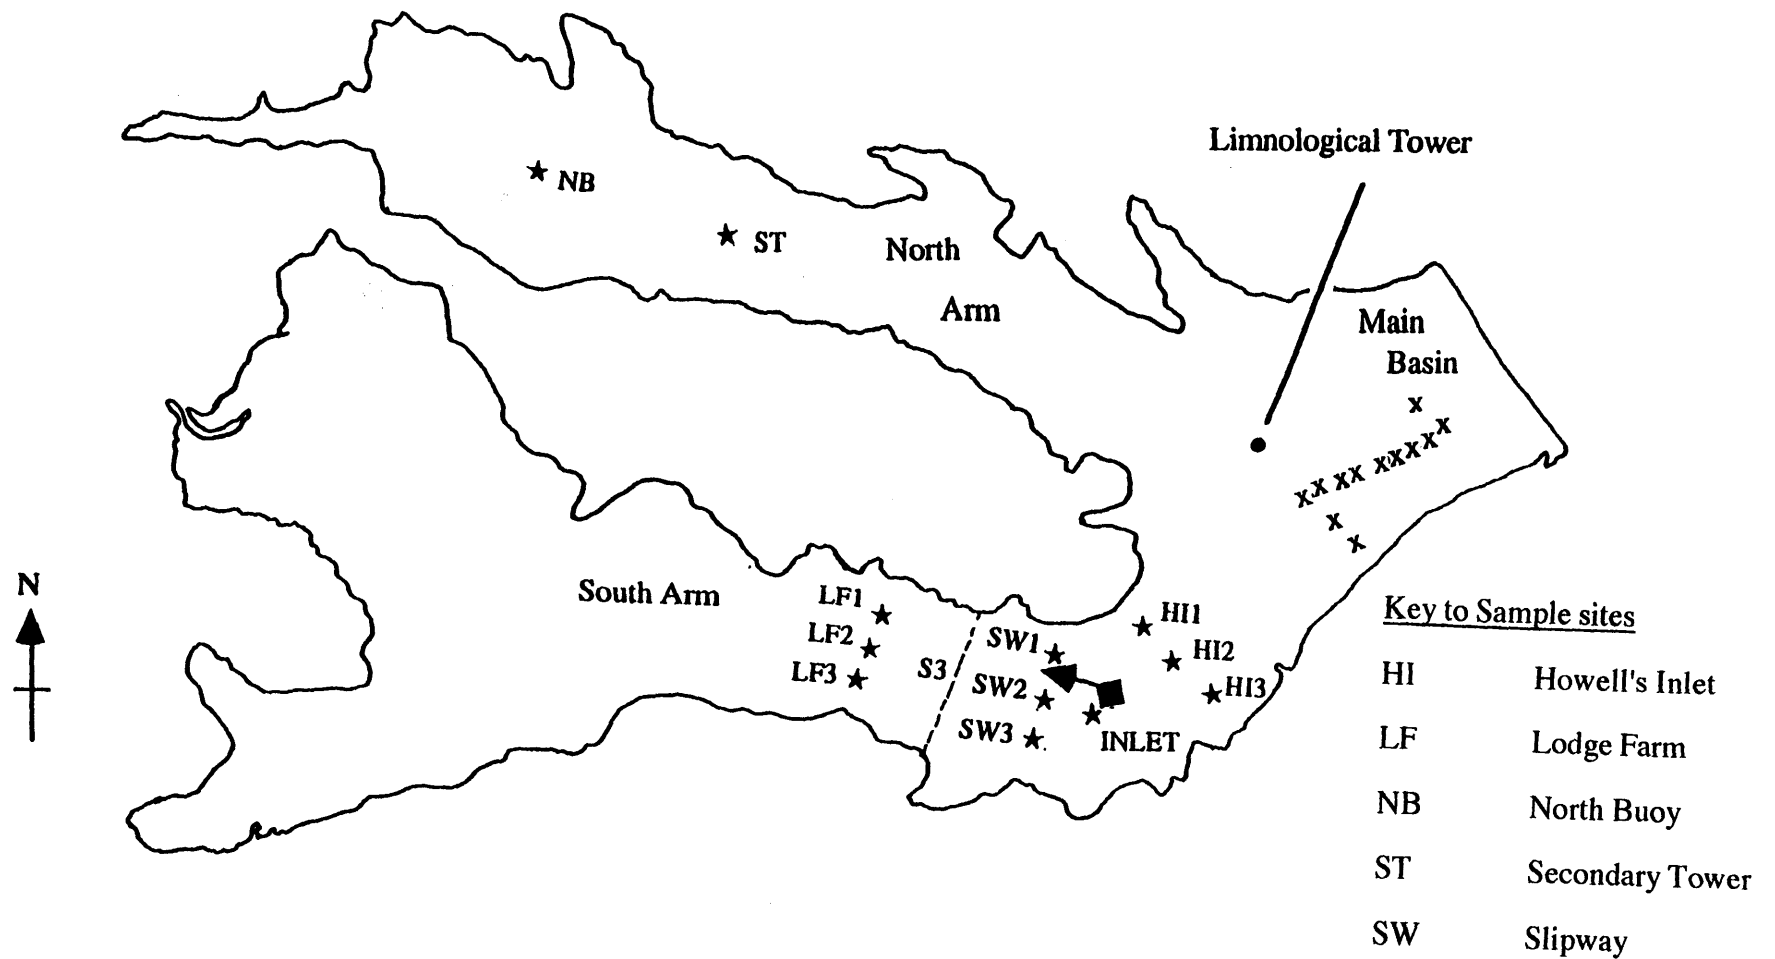 Limnological Tower
NB
ST
North
Arm
Main
Basin
x
x
x
x
x
x
x
x
x
x
x
x
x
N
South Arm
LF1
LF2
LF3
S3
SW1
SW2
SW3
HI1
HI2
HI3
INLET
Key to Sample sites
HI Howell's Inlet
LF Lodge Farm
NB North Buoy
ST Secondary Tower
SW Slipway